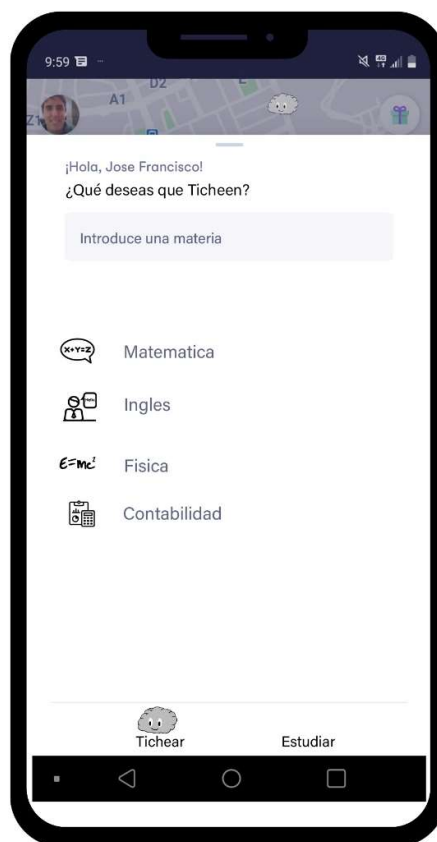 9:59
D2
A1
Z1
¡Hola, Jose Francisco!
¿Qué deseas que Ticheen?
Introduce una materia
X+Y=Z
Matematica
Ingles
E=mc²
Fisica
Contabilidad
Tichear
Estudiar